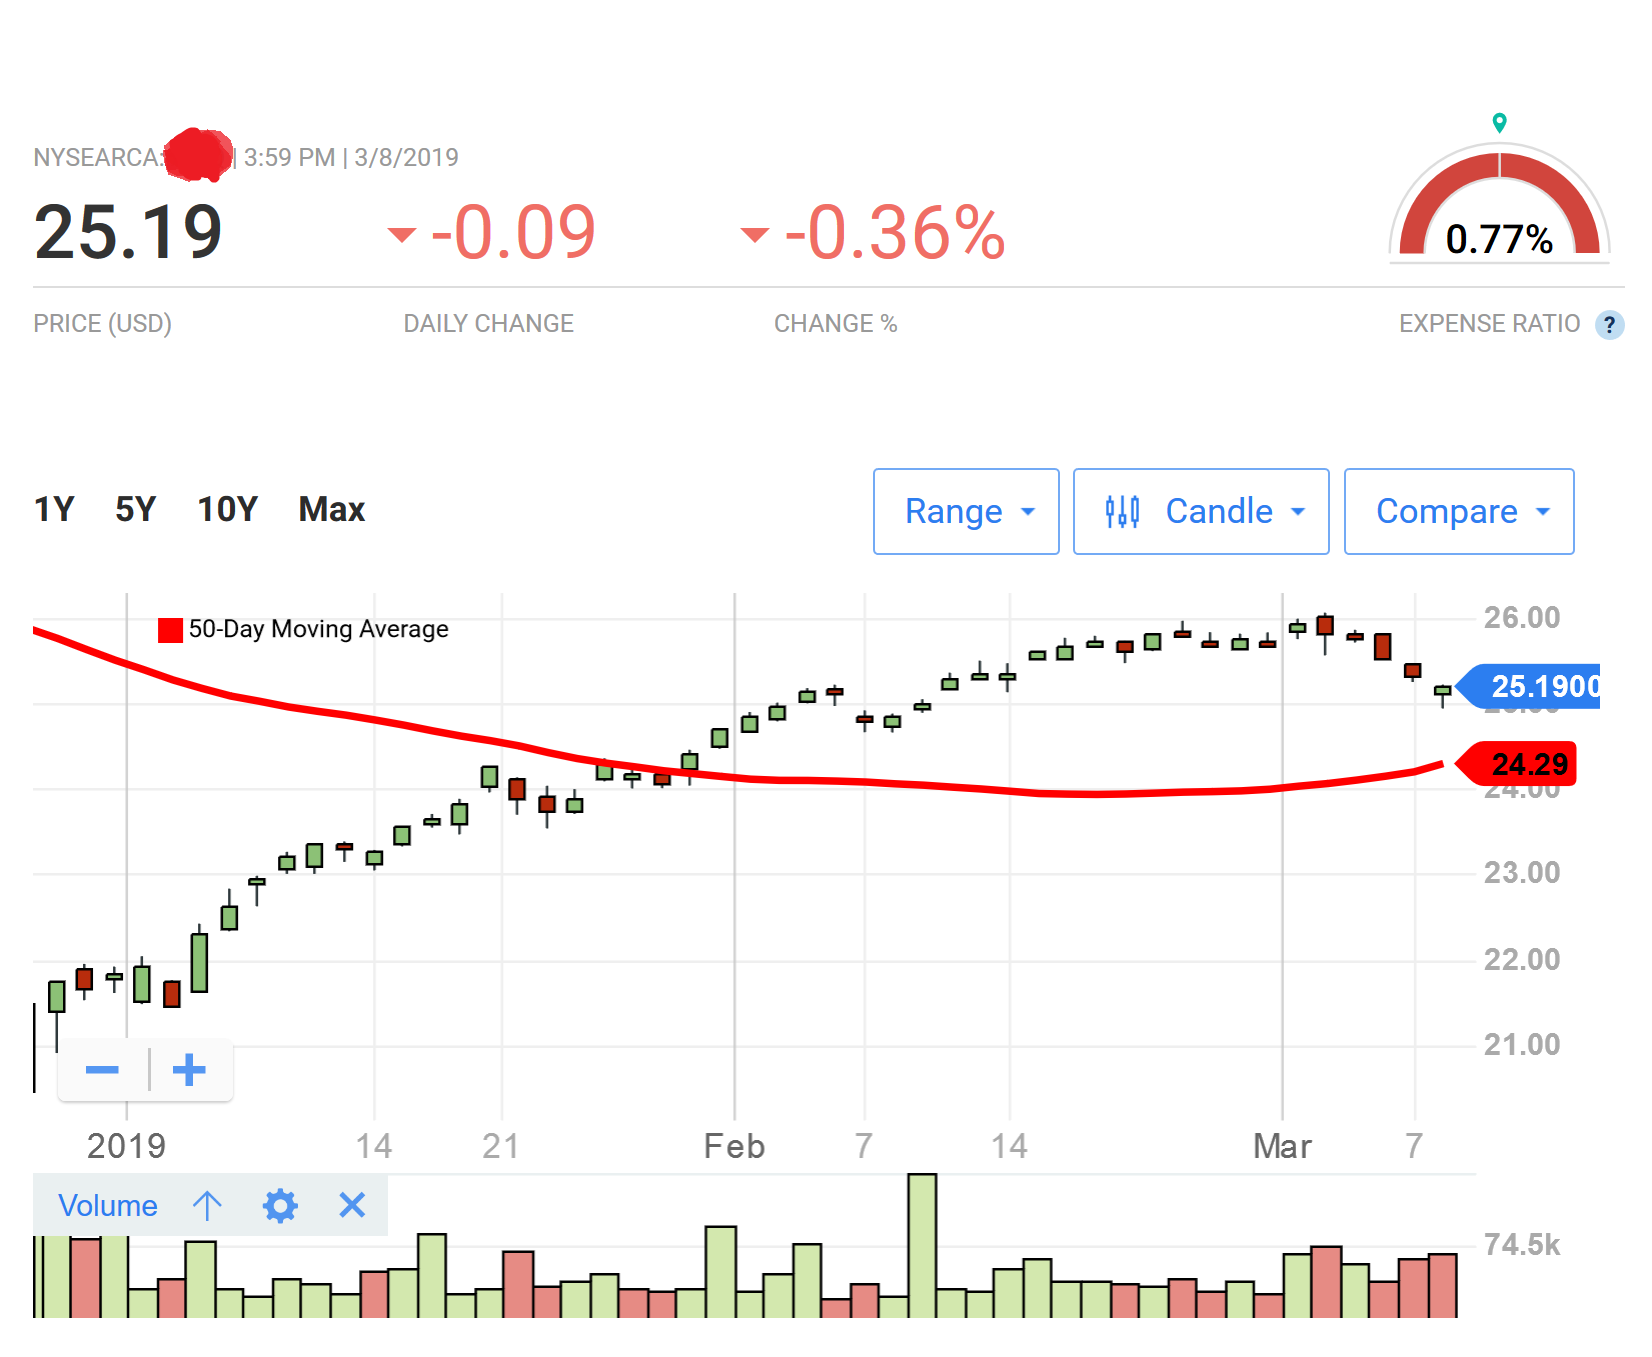 NYSEARCA: | 3:59 PM | 3/8/2019
25.19 -0.09 -0.36% 0.77%
PRICE (USD) DAILY CHANGE CHANGE % EXPENSE RATIO ?
1Y 5Y 10Y Max Range Candle Compare
50-Day Moving Average
26.00
25.1900
24.29
24.00
23.00
22.00
21.00
2019 14 21 Feb 7 14 Mar 7
Volume
74.5k